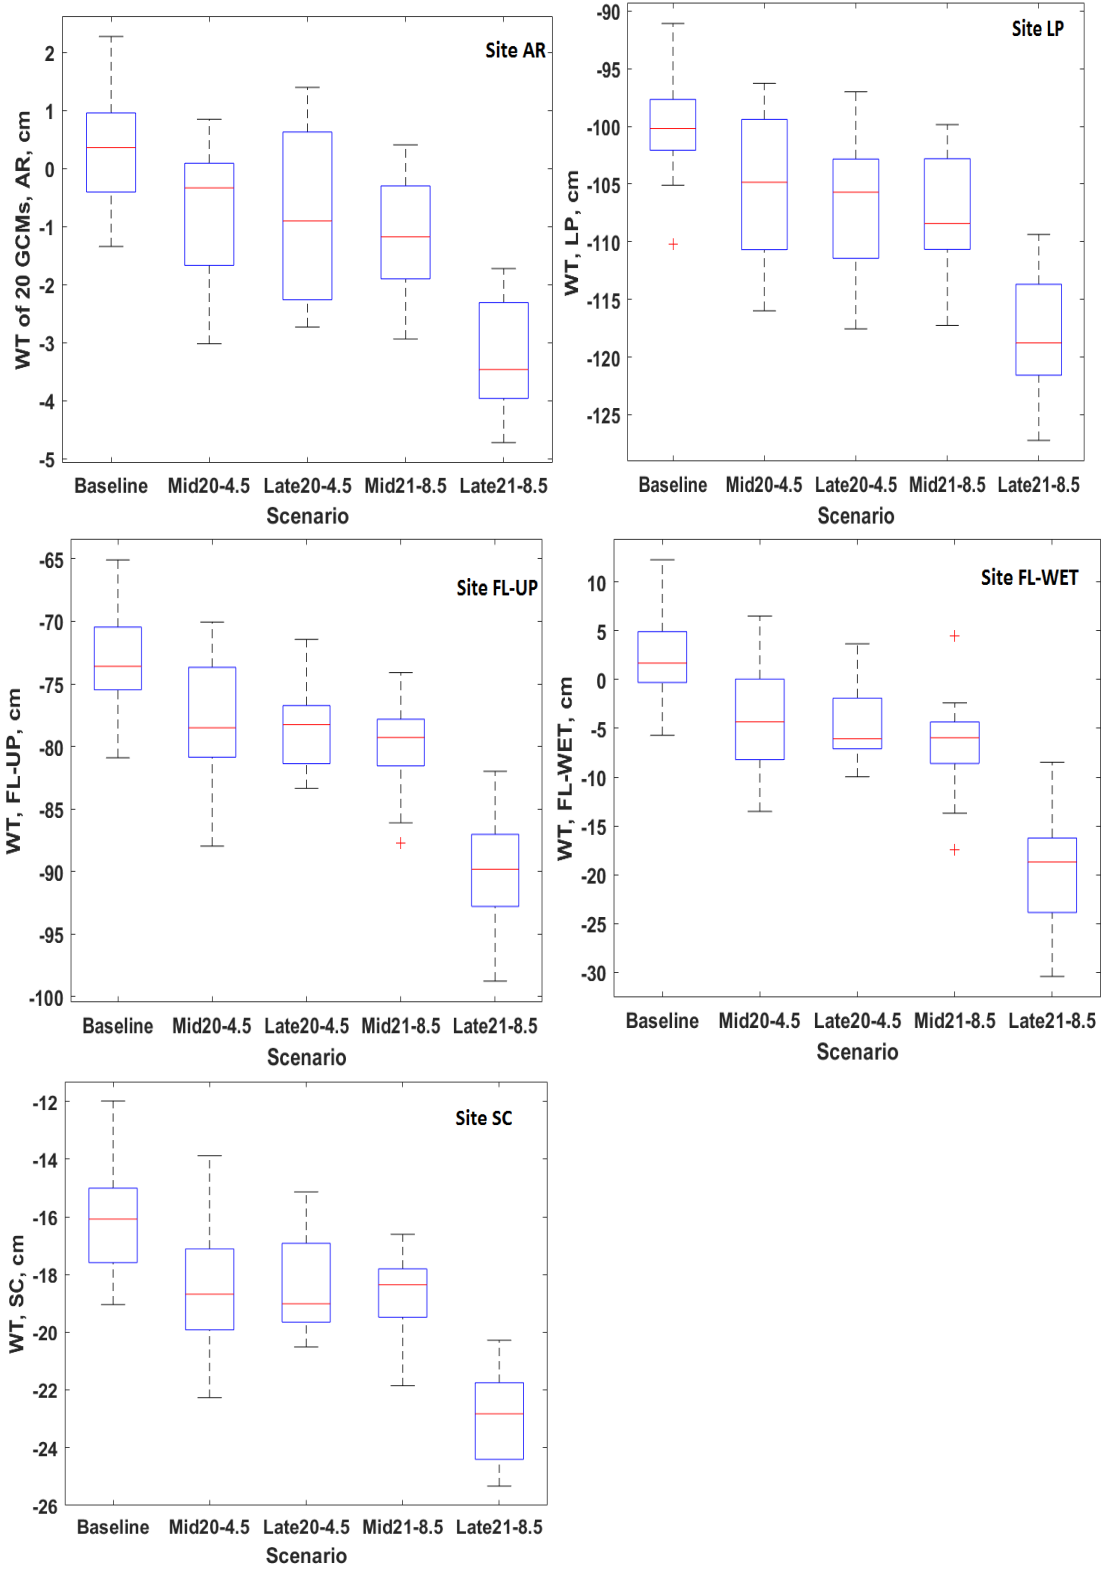 Site AR
WT of 20 GCMs, AR, cm
2
1
0
-1
-2
-3
-4
-5
Baseline Mid20-4.5 Late20-4.5 Mid21-8.5 Late21-8.5
Scenario
Site LP
WT, LP, cm
-90
-95
-100
-105
-110
-115
-120
-125
Baseline Mid20-4.5 Late20-4.5 Mid21-8.5 Late21-8.5
Scenario
Site FL-UP
WT, FL-UP, cm
-65
-70
-75
-80
-85
-90
-95
-100
Baseline Mid20-4.5 Late20-4.5 Mid21-8.5 Late21-8.5
Scenario
Site FL-WET
WT, FL-WET, cm
10
5
0
-5
-10
-15
-20
-25
-30
Baseline Mid20-4.5 Late20-4.5 Mid21-8.5 Late21-8.5
Scenario
Site SC
WT, SC, cm
-12
-14
-16
-18
-20
-22
-24
-26
Baseline Mid20-4.5 Late20-4.5 Mid21-8.5 Late21-8.5
Scenario